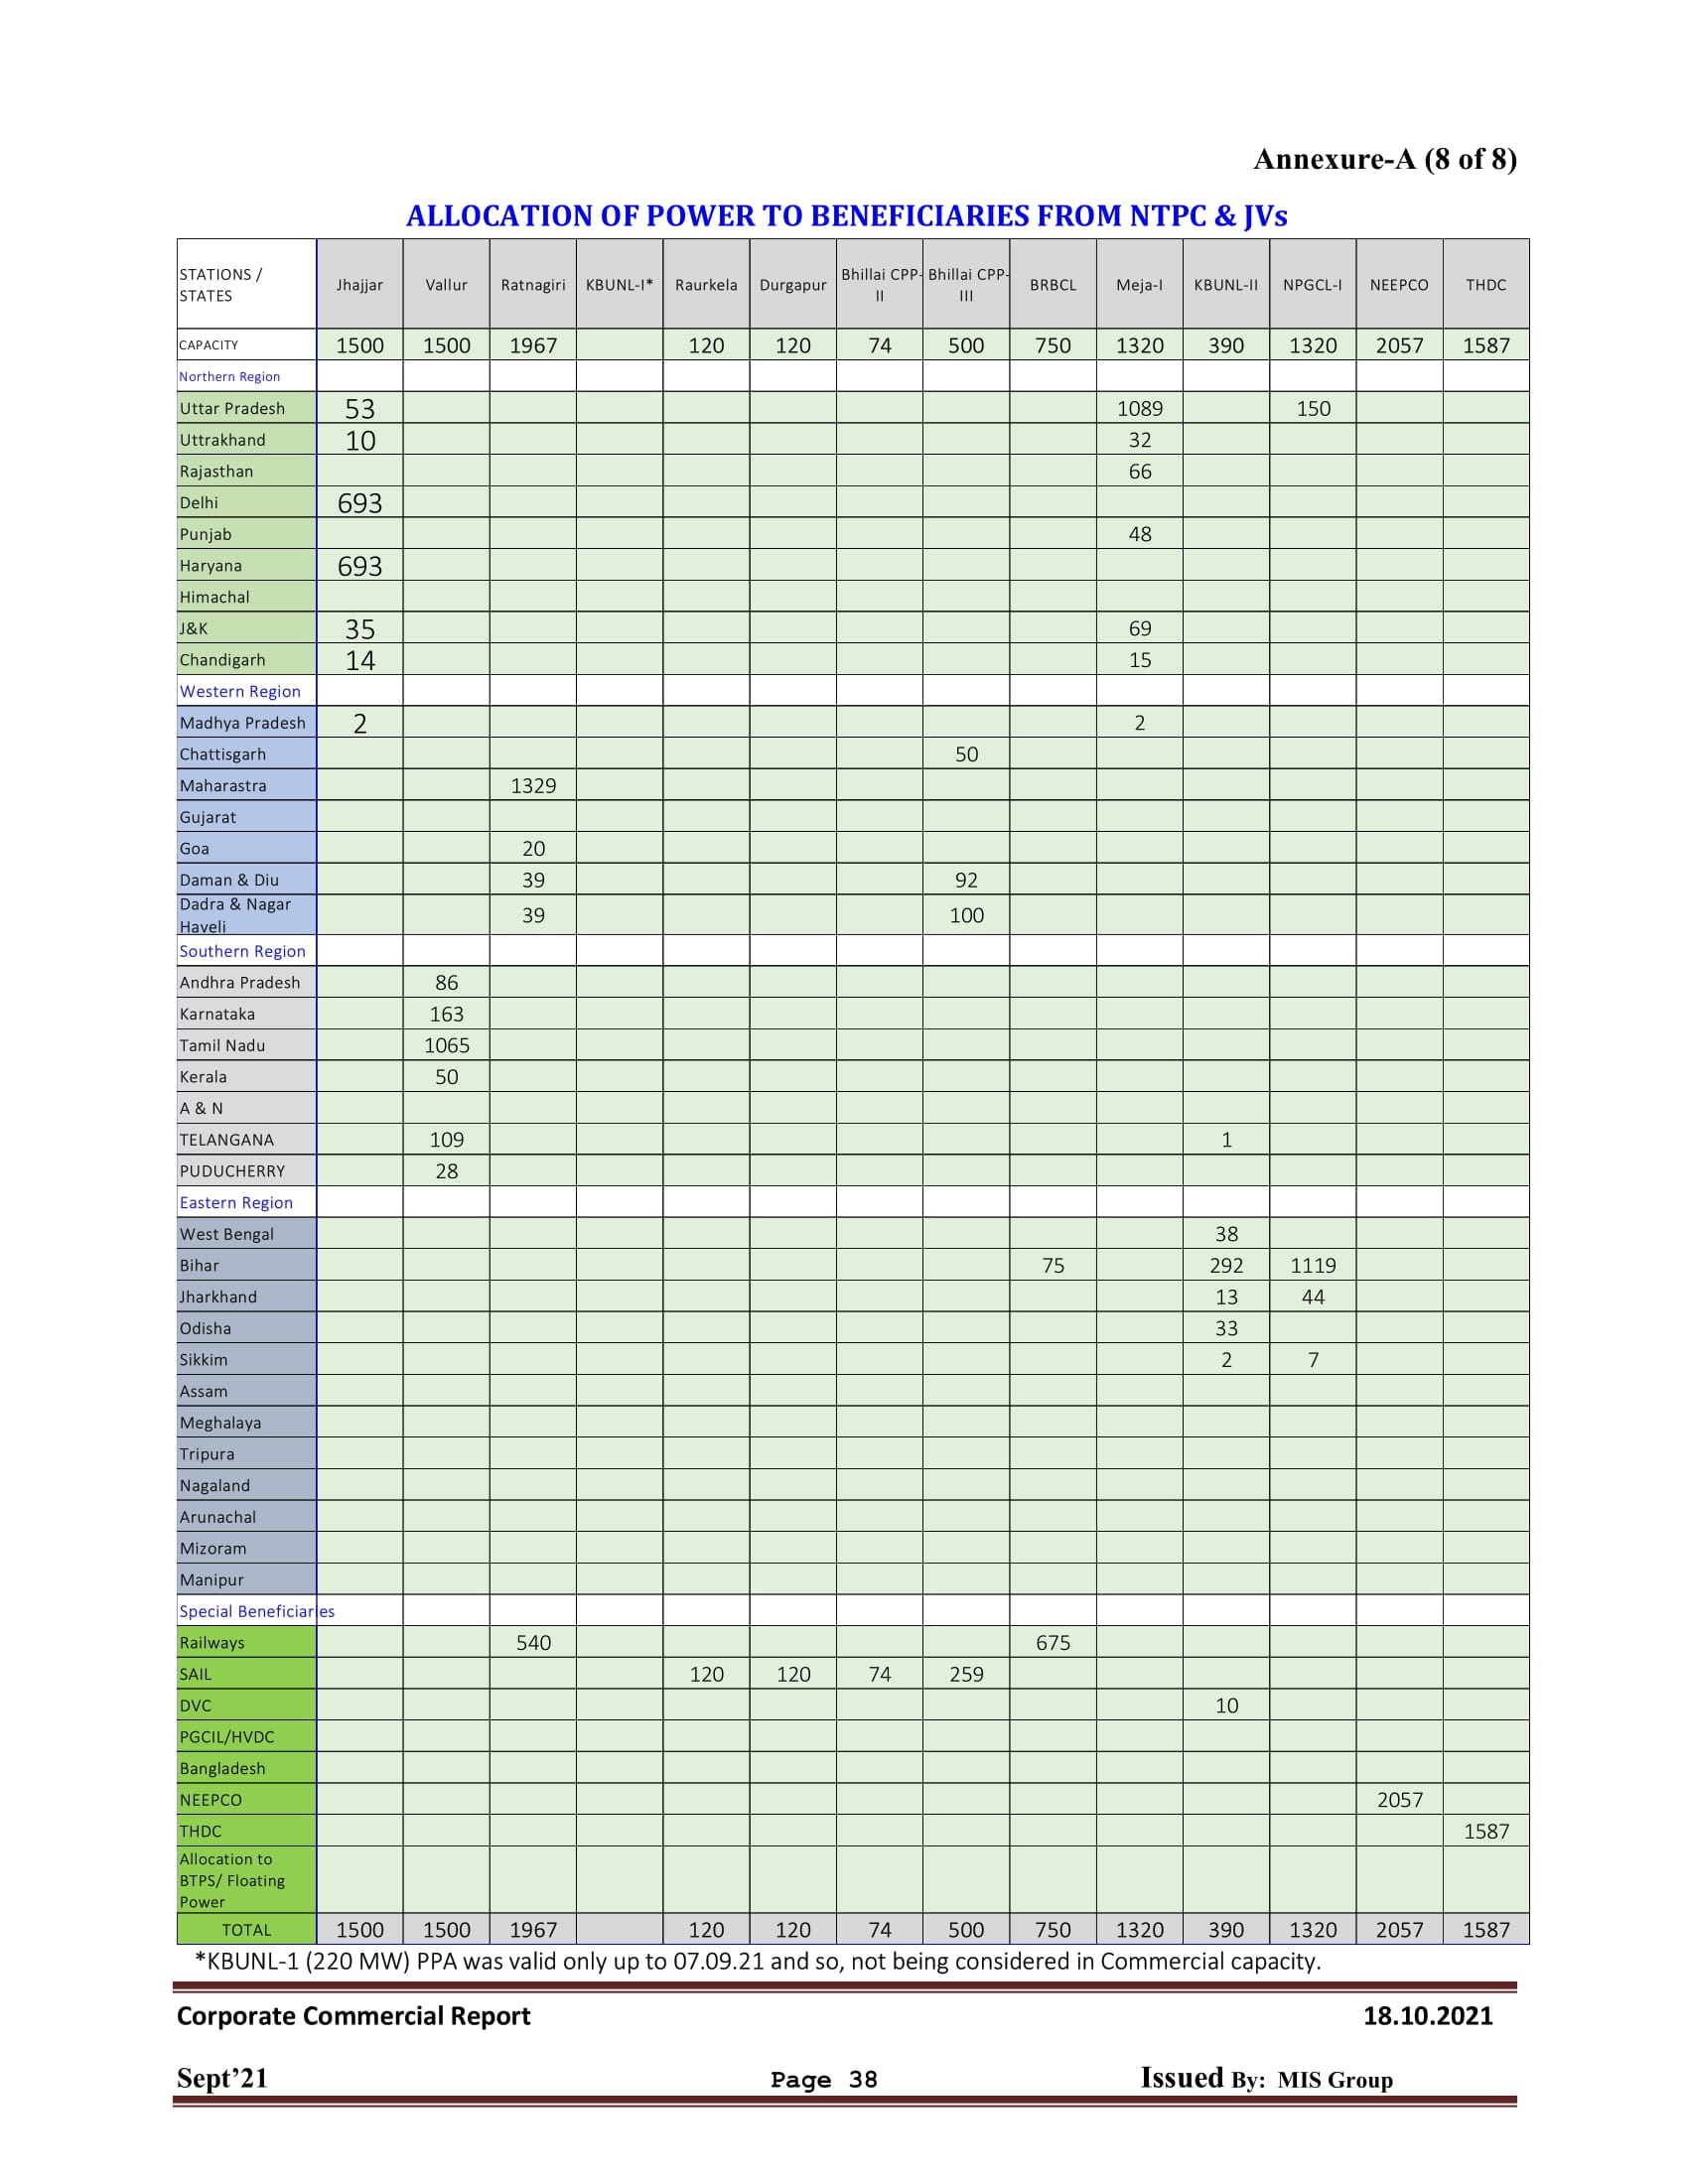 Annexure-A (8 of 8)
ALLOCATION OF POWER TO BENEFICIARIES FROM NTPC & JVs
STATIONS / STATES Jhajjar Vallur Ratnagiri KBUNL-I* Raurkela Durgapur Bhillai CPP-II Bhillai CPP-III BRBCL Meja-I KBUNL-II NPGCL-I NEEPCO THDC
CAPACITY 1500 1500 1967 120 120 74 500 750 1320 390 1320 2057 1587
Northern Region
Uttar Pradesh 53 1089 150
Uttrakhand 10 32
Rajasthan 66
Delhi 693
Punjab 48
Haryana 693
Himachal
J&K 35 69
Chandigarh 14 15
Western Region
Madhya Pradesh 2 2
Chattisgarh 50
Maharastra 1329
Gujarat
Goa 20
Daman & Diu 39 92
Dadra & Nagar Haveli 39 100
Southern Region
Andhra Pradesh 86
Karnataka 163
Tamil Nadu 1065
Kerala 50
A & N
TELANGANA 109 1
PUDUCHERRY 28
Eastern Region
West Bengal 38
Bihar 75 292 1119
Jharkhand 13 44
Odisha 33
Sikkim 2 7
Assam
Meghalaya
Tripura
Nagaland
Arunachal
Mizoram
Manipur
Special Beneficiaries
Railways 540 675
SAIL 120 120 74 259
DVC 10
PGCIL/HVDC
Bangladesh
NEEPCO 2057
THDC 1587
Allocation to BTPS/ Floating Power
TOTAL 1500 1500 1967 120 120 74 500 750 1320 390 1320 2057 1587
*KBUNL-1 (220 MW) PPA was valid only up to 07.09.21 and so, not being considered in Commercial capacity.
Corporate Commercial Report 18.10.2021
Sept’21 Page 38 Issued By: MIS Group